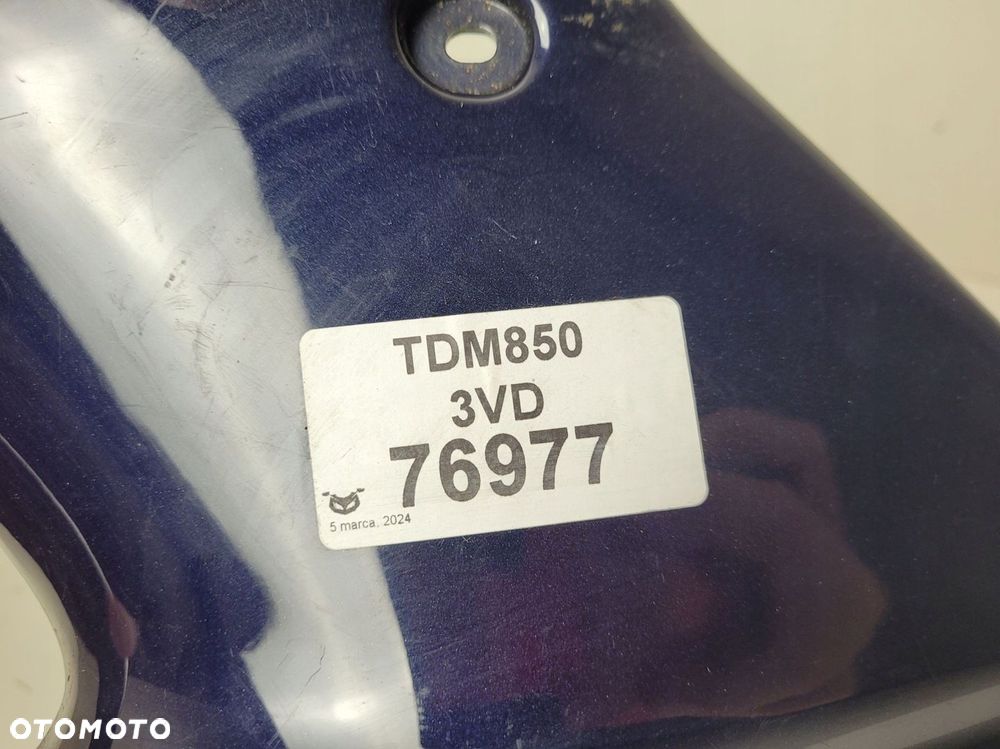 TDM850
3VD
76977
5 marca, 2024
OTOMOTO